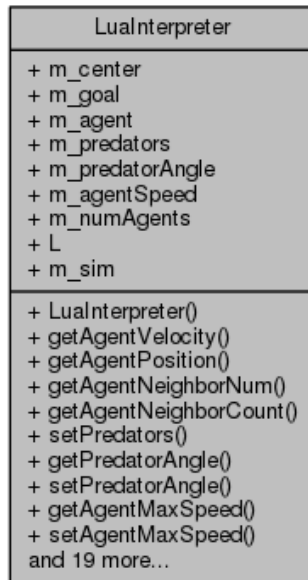 LuaInterpreter
+ m_center
+ m_goal
+ m_agent
+ m_predators
+ m_predatorAngle
+ m_agentSpeed
+ m_numAgents
+ L
+ m_sim
+ LuaInterpreter()
+ getAgentVelocity()
+ getAgentPosition()
+ getAgentNeighborNum()
+ getAgentNeighborCount()
+ setPredators()
+ getPredatorAngle()
+ setPredatorAngle()
+ getAgentMaxSpeed()
+ setAgentMaxSpeed()
and 19 more...